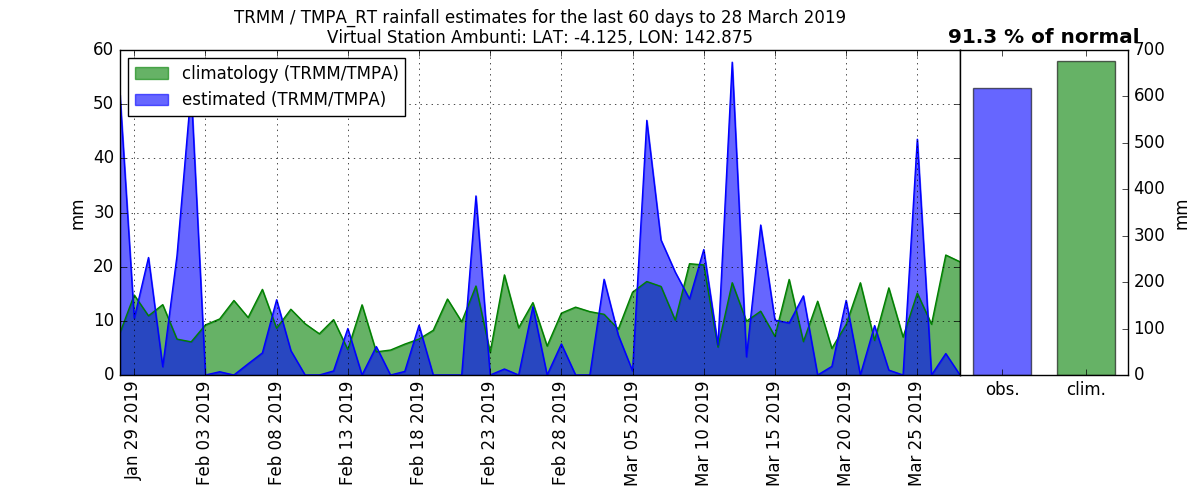 TRMM / TMPA_RT rainfall estimates for the last 60 days to 28 March 2019
Virtual Station Ambunti: LAT: -4.125, LON: 142.875
91.3 % of normal
climatology (TRMM/TMPA)
estimated (TRMM/TMPA)
mm
60
50
40
30
20
10
0
Jan 29 2019
Feb 03 2019
Feb 08 2019
Feb 13 2019
Feb 18 2019
Feb 23 2019
Feb 28 2019
Mar 05 2019
Mar 10 2019
Mar 15 2019
Mar 20 2019
Mar 25 2019
obs.
clim.
700
600
500
400
300
200
100
0
mm